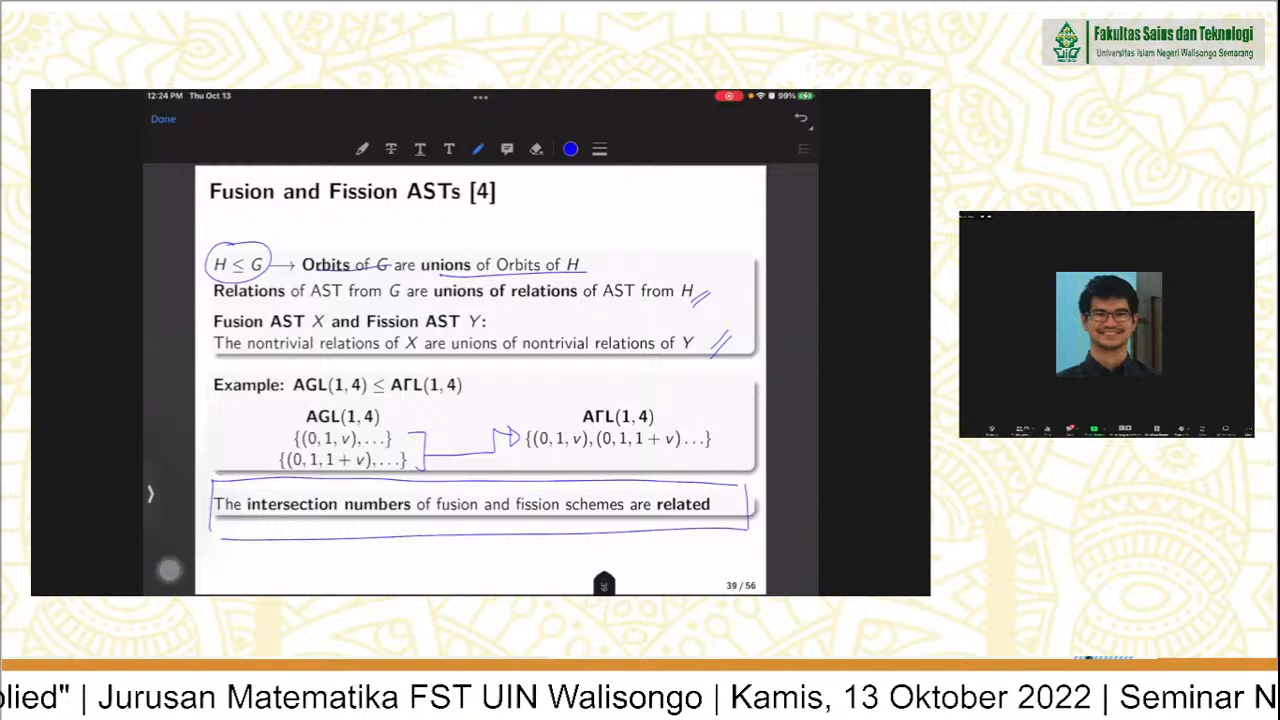 Fakultas Sains dan Teknologi
Universitas Islam Negeri Walisongo Semarang
12:24 PM Thu Oct 13
99%
Done
Fusion and Fission ASTs [4]
H ≤ G ⟶ Orbits of G are unions of Orbits of H
Relations of AST from G are unions of relations of AST from H
Fusion AST X and Fission AST Y:
The nontrivial relations of X are unions of nontrivial relations of Y
Example: AGL(1, 4) ≤ AΓL(1, 4)
AGL(1, 4) AΓL(1, 4)
{(0, 1, v), . . .} {(0, 1, v), (0, 1, 1 + v) . . .}
{(0, 1, 1 + v), . . .}
The intersection numbers of fusion and fission schemes are related
39
39 / 56
plied" | Jurusan Matematika FST UIN Walisongo | Kamis, 13 Oktober 2022 | Seminar N